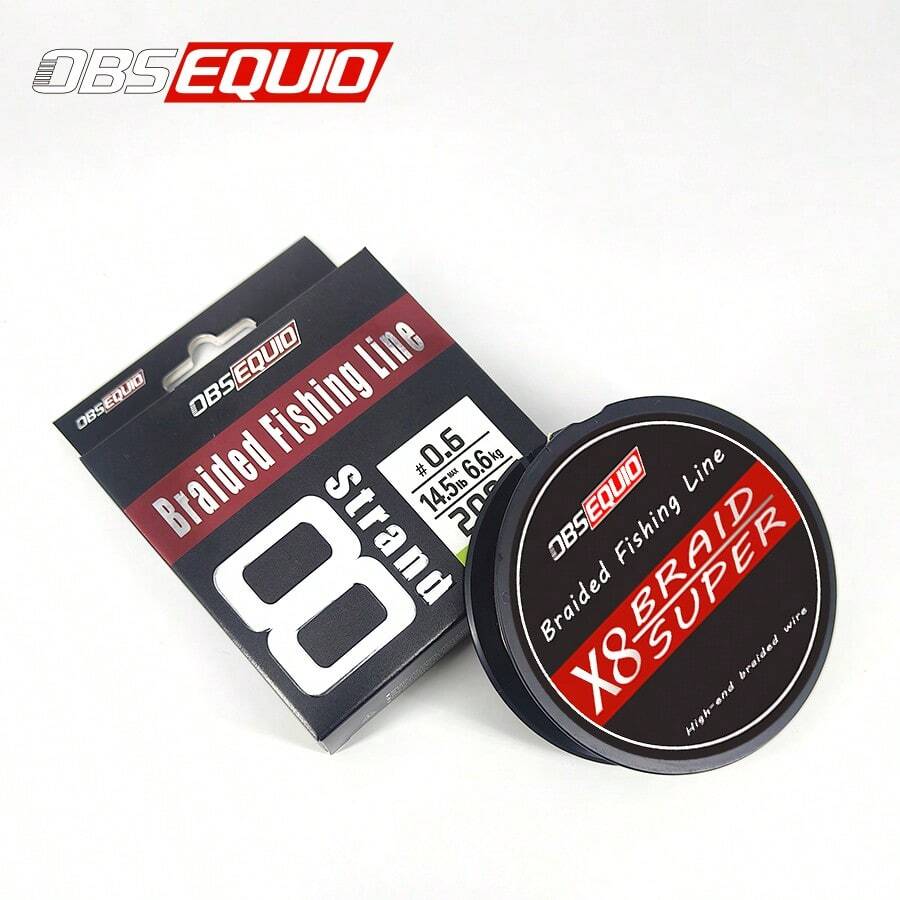 OBSEQUIO
OBSEQUIO
OBSEQUIO
Braided Fishing Line
8
Strand
#0.6
14.5lb MAX 6.6kg
OBSEQUIO
Braided Fishing Line
X8 BRAID
SUPER
High-end braided wire